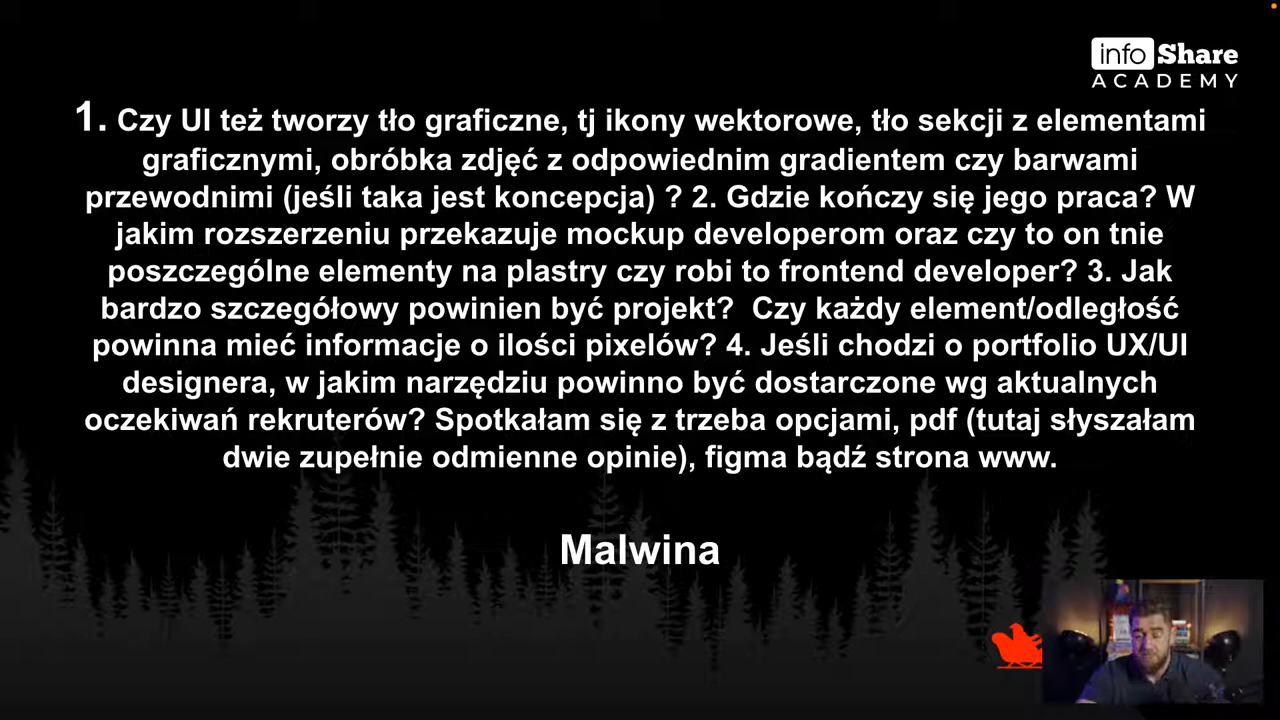 info Share
ACADEMY
1. Czy UI też tworzy tło graficzne, tj ikony wektorowe, tło sekcji z elementami
graficznymi, obróbka zdjęć z odpowiednim gradientem czy barwami
przewodnimi (jeśli taka jest koncepcja) ? 2. Gdzie kończy się jego praca? W
jakim rozszerzeniu przekazuje mockup developerom oraz czy to on tnie
poszczególne elementy na plastry czy robi to frontend developer? 3. Jak
bardzo szczegółowy powinien być projekt?  Czy każdy element/odległość
powinna mieć informacje o ilości pixelów? 4. Jeśli chodzi o portfolio UX/UI
designera, w jakim narzędziu powinno być dostarczone wg aktualnych
oczekiwań rekruterów? Spotkałam się z trzeba opcjami, pdf (tutaj słyszałam
dwie zupełnie odmienne opinie), figma bądź strona www.
Malwina